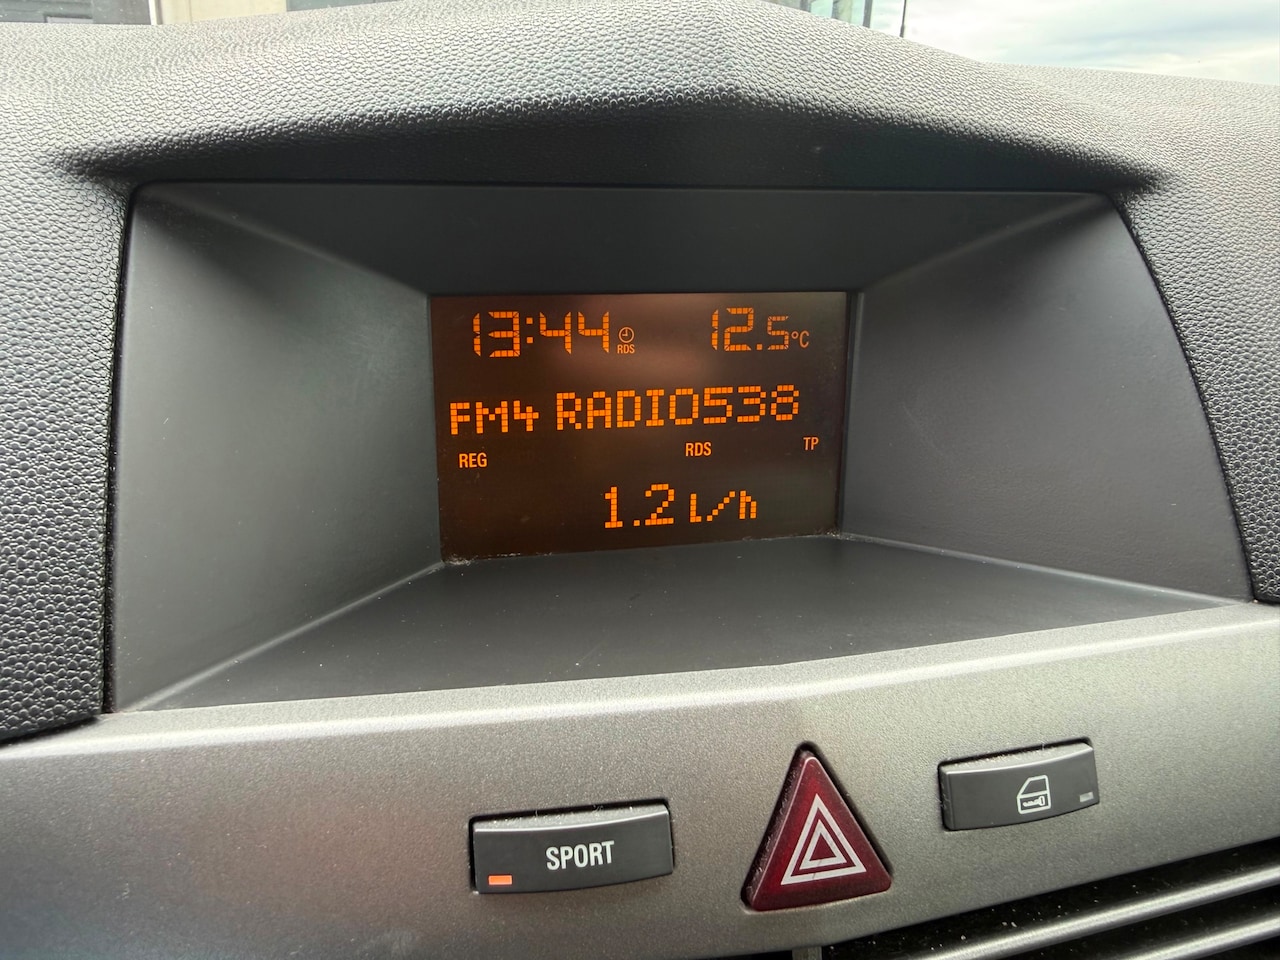 13:44 RDS 12.5°C
FM4 RADIO538
REG RDS TP
1.2 l/h
SPORT